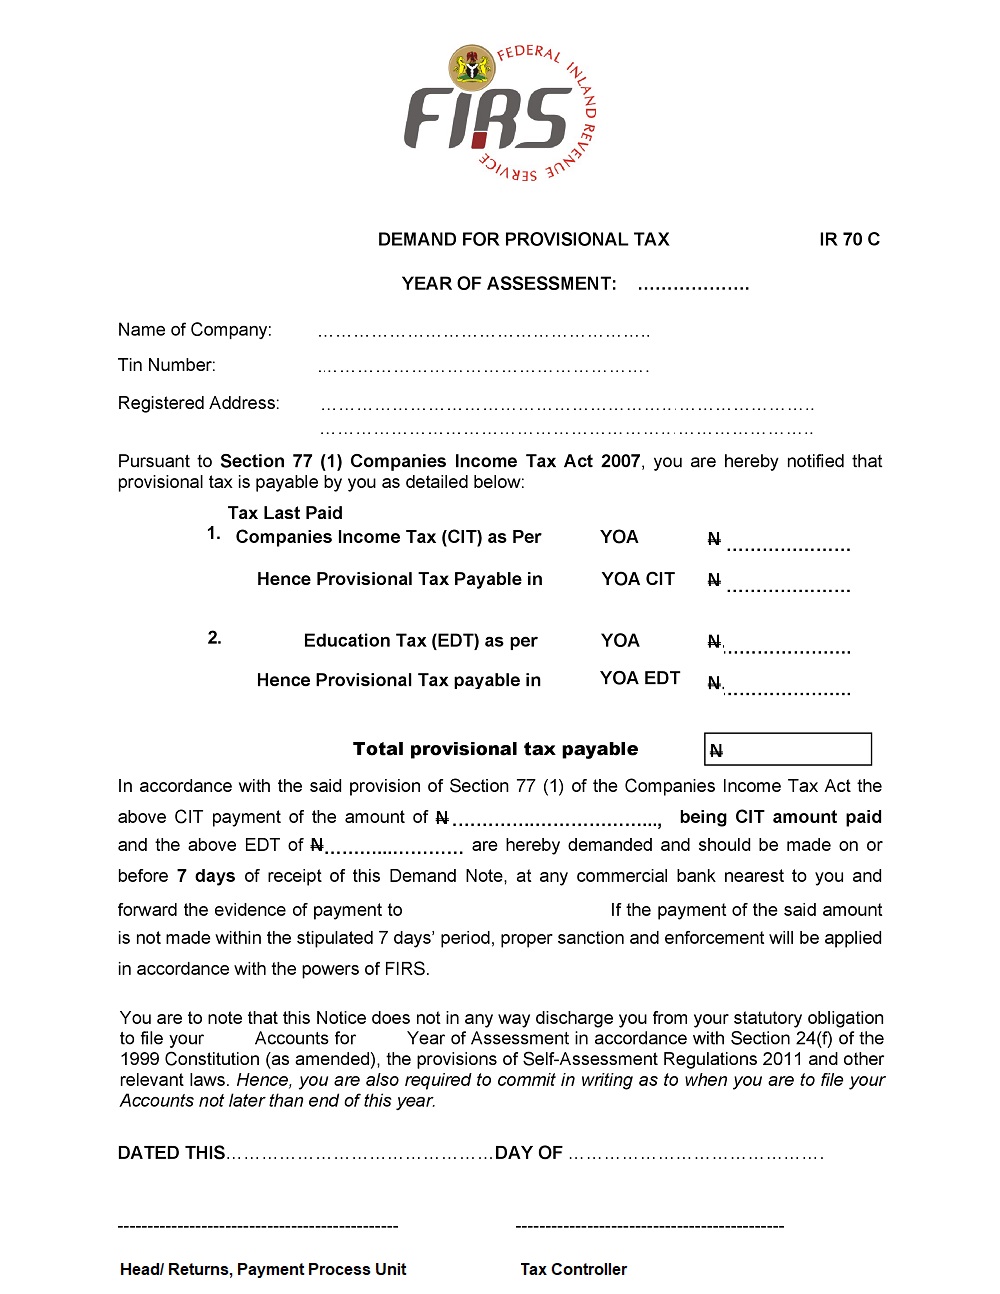 FEDERAL INLAND REVENUE SERVICE
FIRS
DEMAND FOR PROVISIONAL TAX IR 70 C
YEAR OF ASSESSMENT: ……………….
Name of Company: ………………………………………………..
Tin Number: ……………………………………………….
Registered Address: ……………………………………………………………………..
……………………………………………………………………..
Pursuant to Section 77 (1) Companies Income Tax Act 2007, you are hereby notified that
provisional tax is payable by you as detailed below:
Tax Last Paid
1. Companies Income Tax (CIT) as Per YOA ₦ …………………
Hence Provisional Tax Payable in YOA CIT ₦ …………………
2. Education Tax (EDT) as per YOA ₦ …………………
Hence Provisional Tax payable in YOA EDT ₦ …………………
Total provisional tax payable ₦
In accordance with the said provision of Section 77 (1) of the Companies Income Tax Act the
above CIT payment of the amount of ₦ ……………………………..., being CIT amount paid
and the above EDT of ₦…………………… are hereby demanded and should be made on or
before 7 days of receipt of this Demand Note, at any commercial bank nearest to you and
forward the evidence of payment to If the payment of the said amount
is not made within the stipulated 7 days’ period, proper sanction and enforcement will be applied
in accordance with the powers of FIRS.
You are to note that this Notice does not in any way discharge you from your statutory obligation
to file your Accounts for Year of Assessment in accordance with Section 24(f) of the
1999 Constitution (as amended), the provisions of Self-Assessment Regulations 2011 and other
relevant laws. Hence, you are also required to commit in writing as to when you are to file your
Accounts not later than end of this year.
DATED THIS………………………………………DAY OF …………………………………….
----------------------------------------------- ---------------------------------------------
Head/ Returns, Payment Process Unit Tax Controller